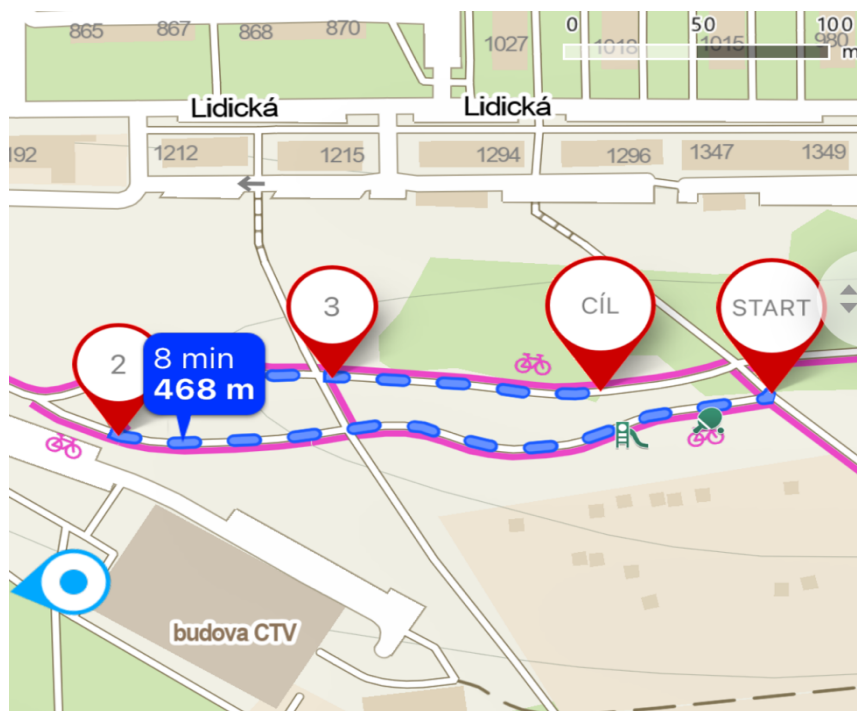 865 867 868 870 1027 1018 1015 980
0 50 100
m
Lidická Lidická
192 1212 1215 1294 1296 1347 1349
3 CÍL START
2 8 min
468 m
budova CTV